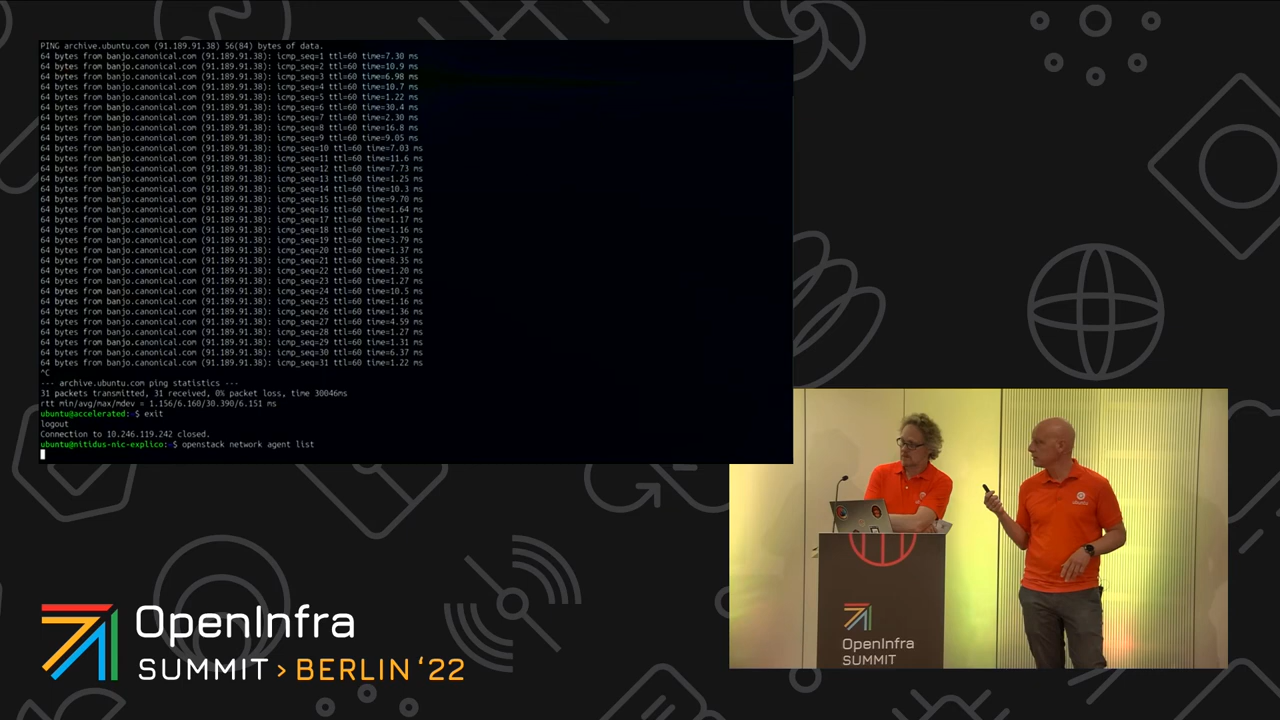 PING archive.ubuntu.com (91.189.91.38) 56(84) bytes of data.
64 bytes from banjo.canonical.com (91.189.91.38): icmp_seq=1 ttl=60 time=7.30 ms
64 bytes from banjo.canonical.com (91.189.91.38): icmp_seq=2 ttl=60 time=10.9 ms
64 bytes from banjo.canonical.com (91.189.91.38): icmp_seq=3 ttl=60 time=6.98 ms
64 bytes from banjo.canonical.com (91.189.91.38): icmp_seq=4 ttl=60 time=10.7 ms
64 bytes from banjo.canonical.com (91.189.91.38): icmp_seq=5 ttl=60 time=1.22 ms
64 bytes from banjo.canonical.com (91.189.91.38): icmp_seq=6 ttl=60 time=30.4 ms
64 bytes from banjo.canonical.com (91.189.91.38): icmp_seq=7 ttl=60 time=2.30 ms
64 bytes from banjo.canonical.com (91.189.91.38): icmp_seq=8 ttl=60 time=16.8 ms
64 bytes from banjo.canonical.com (91.189.91.38): icmp_seq=9 ttl=60 time=9.05 ms
64 bytes from banjo.canonical.com (91.189.91.38): icmp_seq=10 ttl=60 time=7.03 ms
64 bytes from banjo.canonical.com (91.189.91.38): icmp_seq=11 ttl=60 time=11.6 ms
64 bytes from banjo.canonical.com (91.189.91.38): icmp_seq=12 ttl=60 time=7.73 ms
64 bytes from banjo.canonical.com (91.189.91.38): icmp_seq=13 ttl=60 time=1.25 ms
64 bytes from banjo.canonical.com (91.189.91.38): icmp_seq=14 ttl=60 time=10.3 ms
64 bytes from banjo.canonical.com (91.189.91.38): icmp_seq=15 ttl=60 time=9.70 ms
64 bytes from banjo.canonical.com (91.189.91.38): icmp_seq=16 ttl=60 time=1.64 ms
64 bytes from banjo.canonical.com (91.189.91.38): icmp_seq=17 ttl=60 time=1.17 ms
64 bytes from banjo.canonical.com (91.189.91.38): icmp_seq=18 ttl=60 time=1.16 ms
64 bytes from banjo.canonical.com (91.189.91.38): icmp_seq=19 ttl=60 time=3.79 ms
64 bytes from banjo.canonical.com (91.189.91.38): icmp_seq=20 ttl=60 time=1.37 ms
64 bytes from banjo.canonical.com (91.189.91.38): icmp_seq=21 ttl=60 time=8.35 ms
64 bytes from banjo.canonical.com (91.189.91.38): icmp_seq=22 ttl=60 time=1.20 ms
64 bytes from banjo.canonical.com (91.189.91.38): icmp_seq=23 ttl=60 time=1.27 ms
64 bytes from banjo.canonical.com (91.189.91.38): icmp_seq=24 ttl=60 time=10.5 ms
64 bytes from banjo.canonical.com (91.189.91.38): icmp_seq=25 ttl=60 time=1.16 ms
64 bytes from banjo.canonical.com (91.189.91.38): icmp_seq=26 ttl=60 time=1.36 ms
64 bytes from banjo.canonical.com (91.189.91.38): icmp_seq=27 ttl=60 time=4.59 ms
64 bytes from banjo.canonical.com (91.189.91.38): icmp_seq=28 ttl=60 time=1.27 ms
64 bytes from banjo.canonical.com (91.189.91.38): icmp_seq=29 ttl=60 time=1.31 ms
64 bytes from banjo.canonical.com (91.189.91.38): icmp_seq=30 ttl=60 time=6.37 ms
64 bytes from banjo.canonical.com (91.189.91.38): icmp_seq=31 ttl=60 time=1.22 ms
^C
--- archive.ubuntu.com ping statistics ---
31 packets transmitted, 31 received, 0% packet loss, time 30046ms
rtt min/avg/max/mdev = 1.156/6.160/30.390/6.151 ms
ubuntu@accelerated:~$ exit
logout
Connection to 10.246.119.242 closed.
ubuntu@nitidus-nic-explico:~$ openstack network agent list
ubuntu
OpenInfra
SUMMIT
OpenInfra
SUMMIT > BERLIN '22